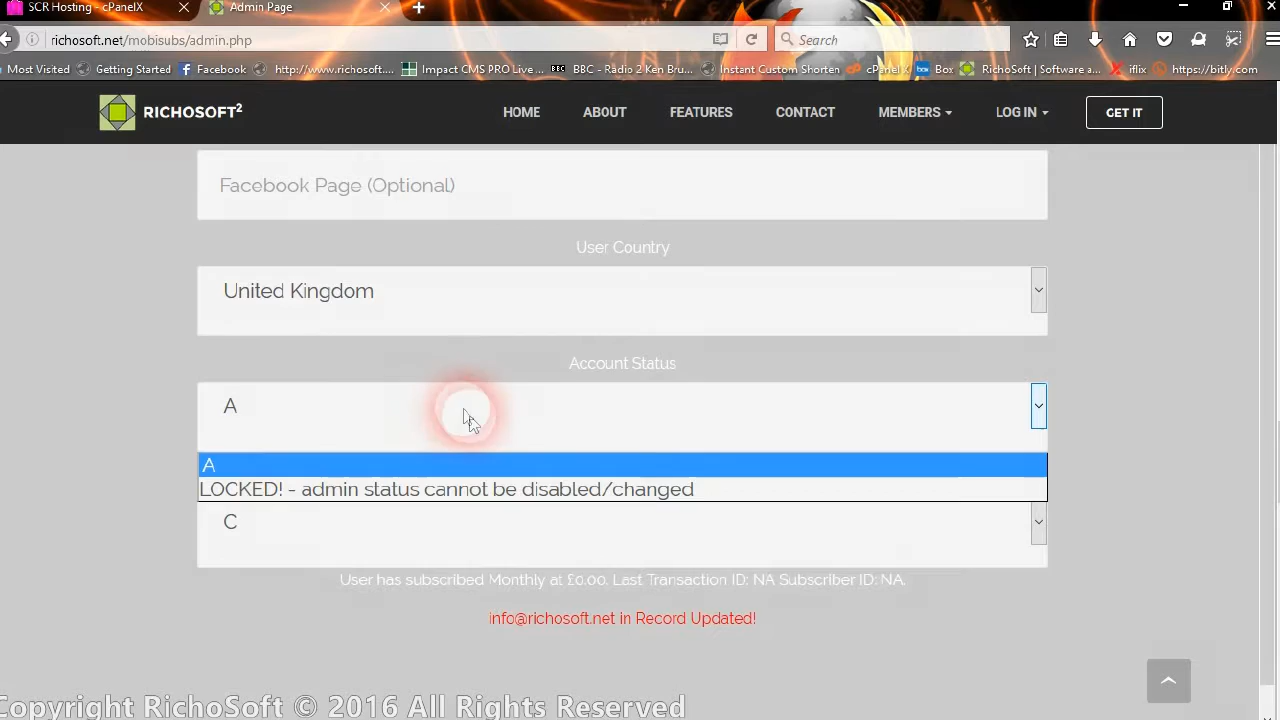 SCR Hosting - cPanelX
Admin Page
richosoft.net/mobisubs/admin.php
Search
Most Visited
Getting Started
http://www.richosoft....
Impact CMS PRO Live ...
BBC
BBC - Radio 2 Ken Bru...
Instant Custom Shorten
cPanel X
box
Box
RichoSoft | Software a...
iflix
https://bitly.com
RICHOSOFT²
HOME
ABOUT
FEATURES
CONTACT
MEMBERS
LOG IN
GET IT
Facebook Page (Optional)
User Country
United Kingdom
Account Status
A
A
LOCKED! - admin status cannot be disabled/changed
C
User has subscribed Monthly at £0.00. Last Transaction ID: NA Subscriber ID: NA.
info@richosoft.net in Record Updated!
Copyright RichoSoft © 2016 All Rights Reserved